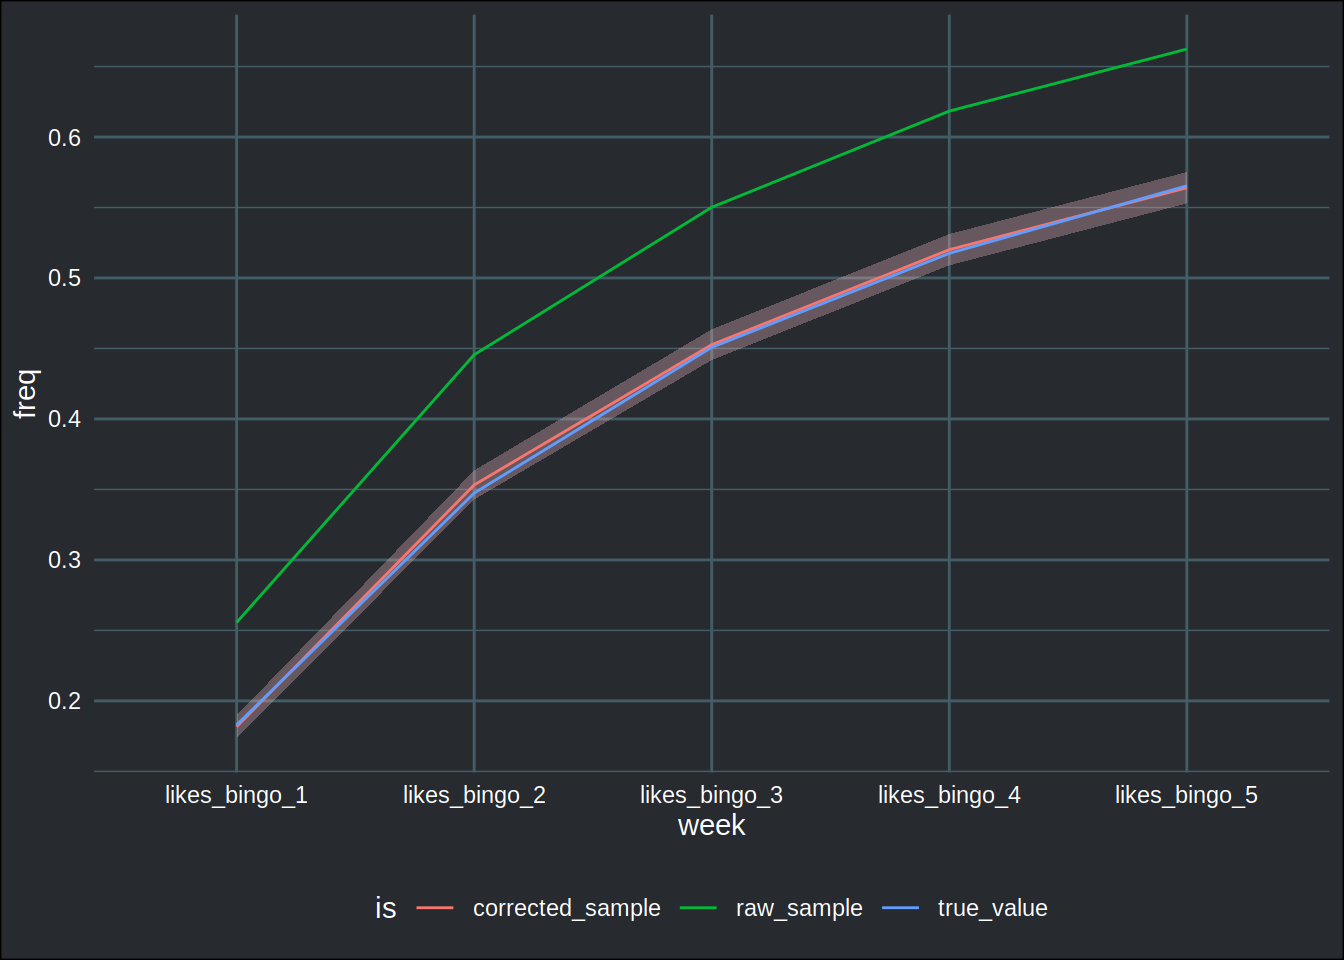 0.6
0.5
0.4
0.3
0.2
freq
likes_bingo_1 likes_bingo_2 likes_bingo_3 likes_bingo_4 likes_bingo_5
week
is corrected_sample raw_sample true_value